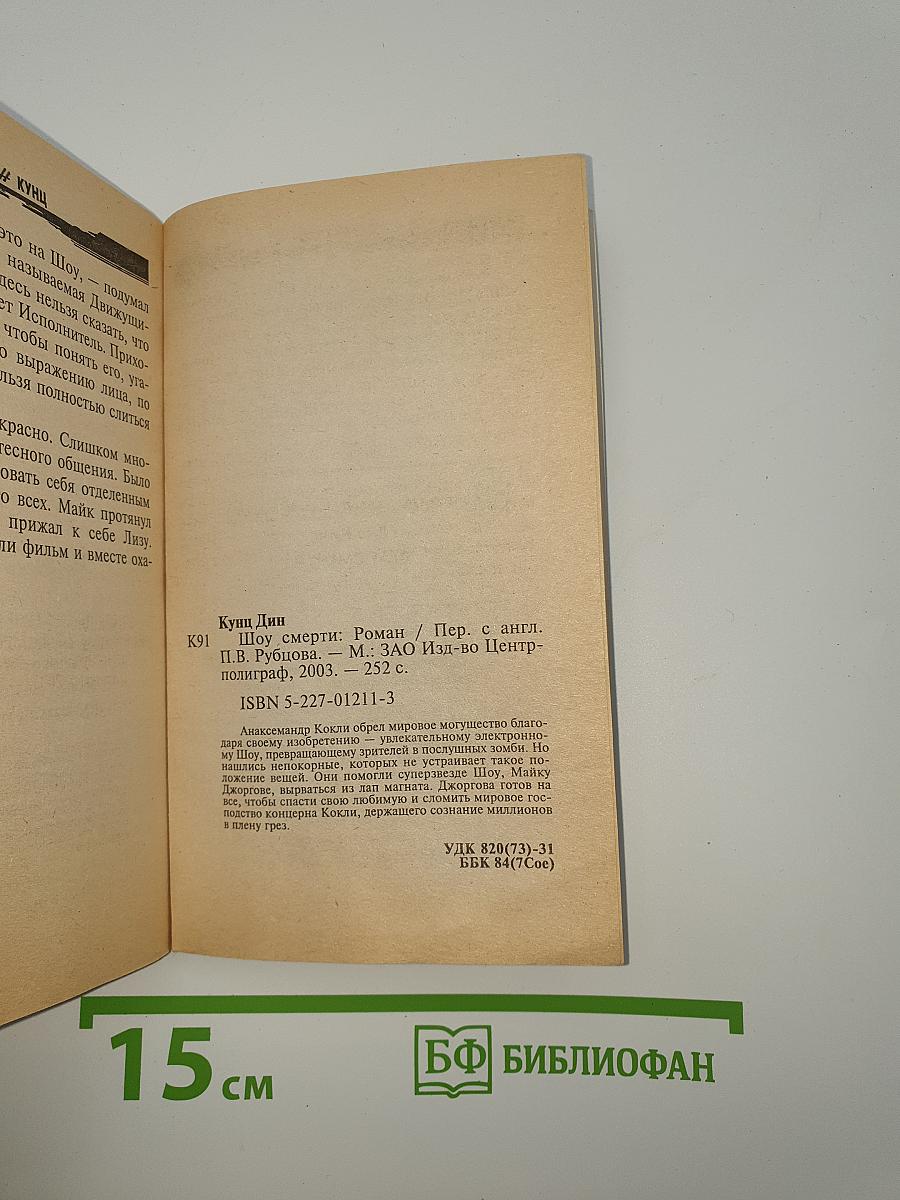 # КУНЦ
это на Шоу, — подумал
называемая Движущи-
десь нельзя сказать, что
ет Исполнитель. Прихо-
чтобы понять его, уга-
о выражению лица, по
льзя полностью слиться
красно. Слишком мно-
тесного общения. Было
овать себя отделенным
о всех. Майк протянул
прижал к себе Лизу.
ли фильм и вместе оха-
Кунц Дин
К91 Шоу смерти: Роман / Пер. с англ.
П.В. Рубцова. — М.: ЗАО Изд-во Центр-
полиграф, 2003. — 252 с.
ISBN 5-227-01211-3
Анаксемандр Кокли обрел мировое могущество благо-
даря своему изобретению — увлекательному электронно-
му Шоу, превращающему зрителей в послушных зомби. Но
нашлись непокорные, которых не устраивает такое по-
ложение вещей. Они помогли суперзвезде Шоу, Майку
Джоргове, вырваться из лап магната. Джоргова готов на
все, чтобы спасти свою любимую и сломить мировое гос-
подство концерна Кокли, держащего сознание миллионов
в плену грез.
УДК 820(73)-31
ББК 84(7Сое)
15 см
БФ БИБЛИОФАН